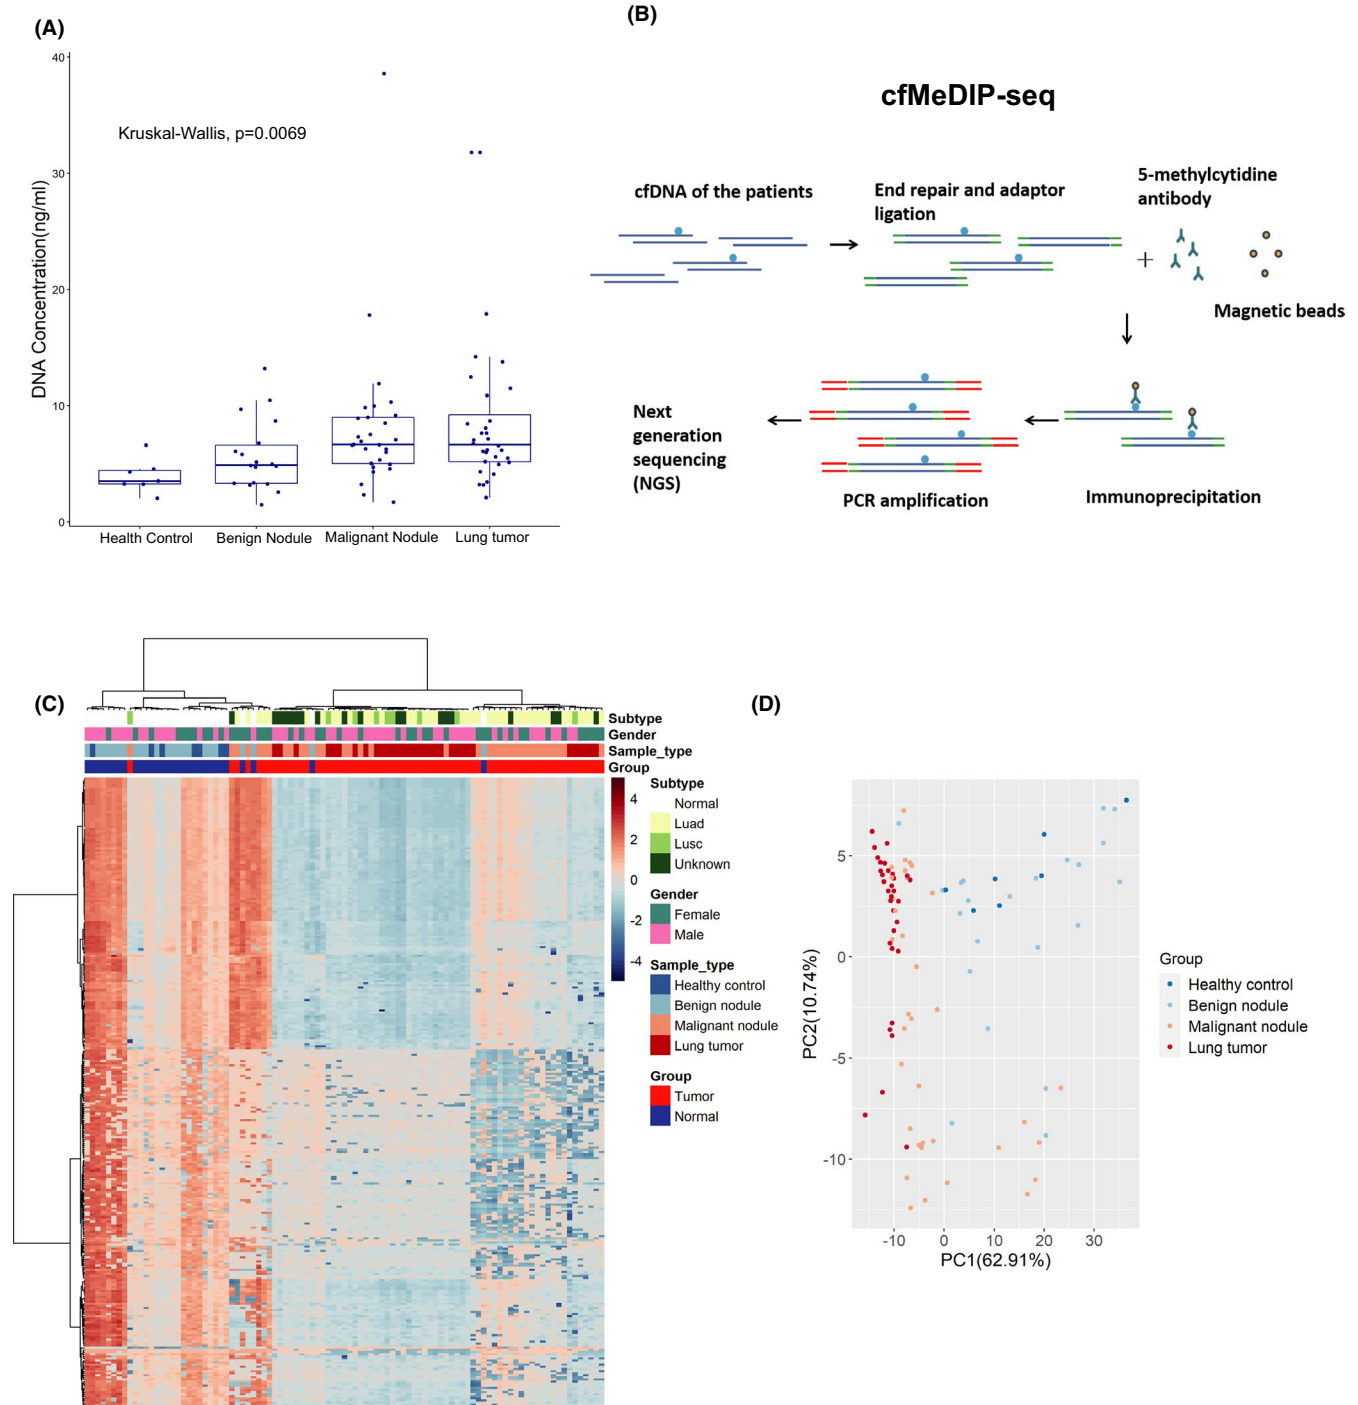 (A)
40
30
20
10
0
DNA Concentration(ng/ml)
Kruskal-Wallis, p=0.0069
Health Control
Benign Nodule
Malignant Nodule
Lung tumor
(B)
cfMeDIP-seq
cfDNA of the patients
End repair and adaptor
ligation
5-methylcytidine
antibody
+
Magnetic beads
Next
generation
sequencing
(NGS)
PCR amplification
Immunoprecipitation
(C)
Subtype
Gender
Sample_type
Group
4
2
0
-2
-4
Subtype
Normal
Luad
Lusc
Unknown
Gender
Female
Male
Sample_type
Healthy control
Benign nodule
Malignant nodule
Lung tumor
Group
Tumor
Normal
(D)
5
0
-5
-10
PC2(10.74%)
-10
0
10
20
30
PC1(62.91%)
Group
Healthy control
Benign nodule
Malignant nodule
Lung tumor